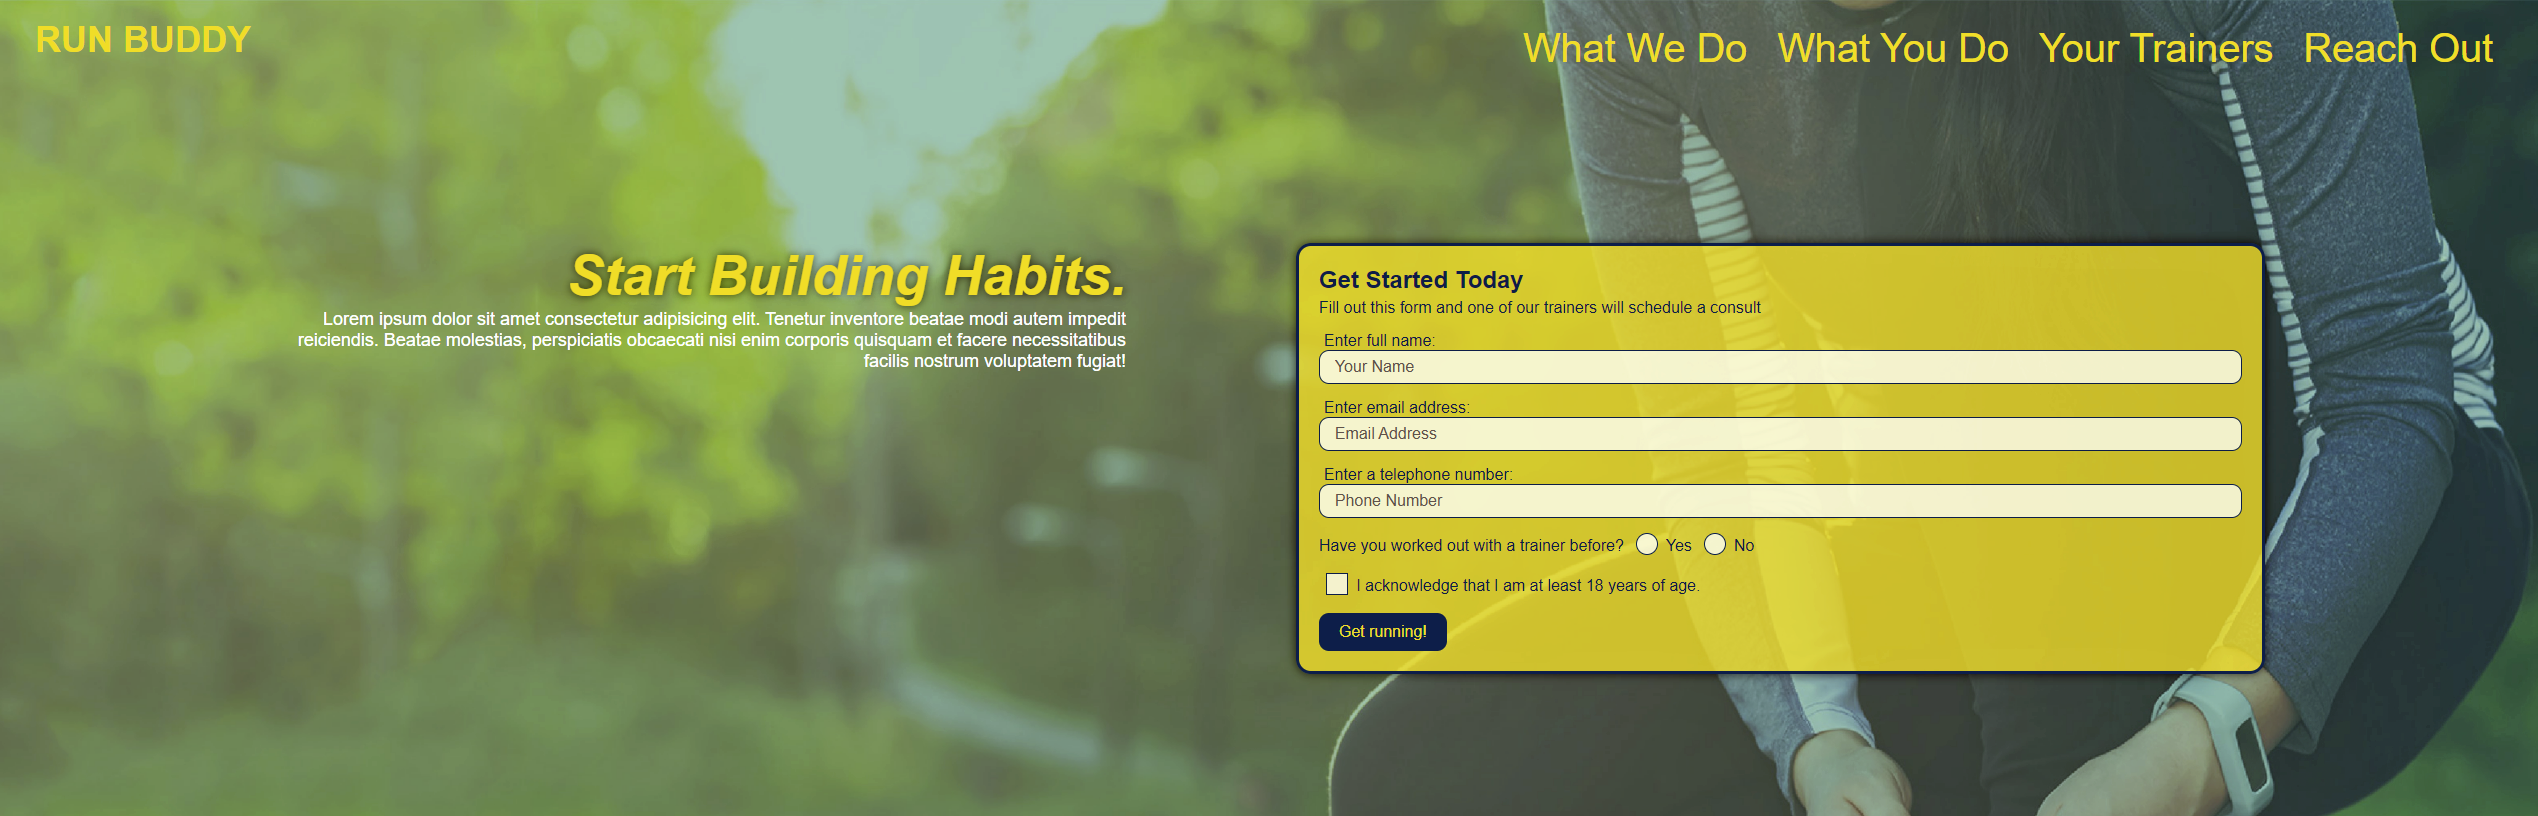 RUN BUDDY
What We Do What You Do Your Trainers Reach Out
Start Building Habits.
Lorem ipsum dolor sit amet consectetur adipisicing elit. Tenetur inventore beatae modi autem impedit
reiciendis. Beatae molestias, perspiciatis obcaecati nisi enim corporis quisquam et facere necessitatibus
facilis nostrum voluptatem fugiat!
Get Started Today
Fill out this form and one of our trainers will schedule a consult
Enter full name:
Your Name
Enter email address:
Email Address
Enter a telephone number:
Phone Number
Have you worked out with a trainer before? Yes No
I acknowledge that I am at least 18 years of age.
Get running!